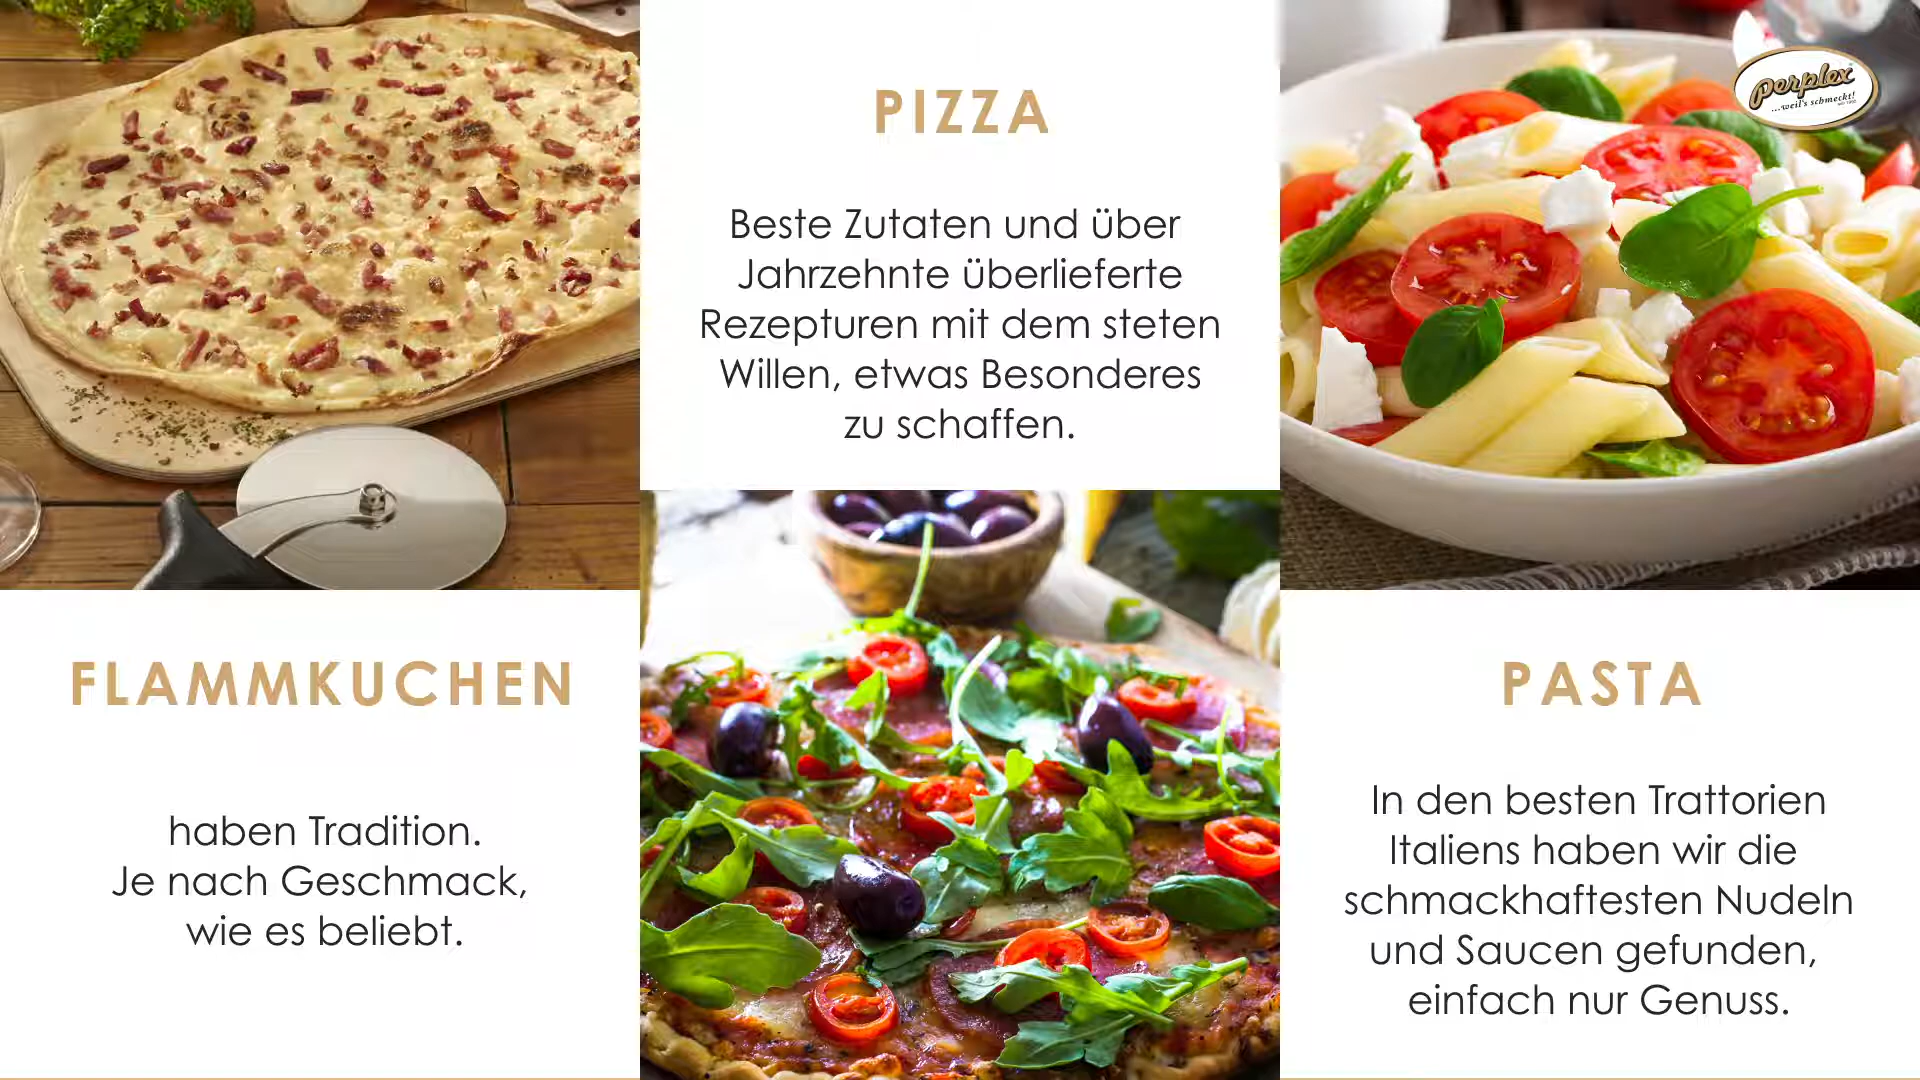 PIZZA
Beste Zutaten und über
Jahrzehnte überlieferte
Rezepturen mit dem steten
Willen, etwas Besonderes
zu schaffen.
perplex
...weil's schmeckt!
FLAMMKUCHEN
haben Tradition.
Je nach Geschmack,
wie es beliebt.
PASTA
In den besten Trattorien
Italiens haben wir die
schmackhaftesten Nudeln
und Saucen gefunden,
einfach nur Genuss.